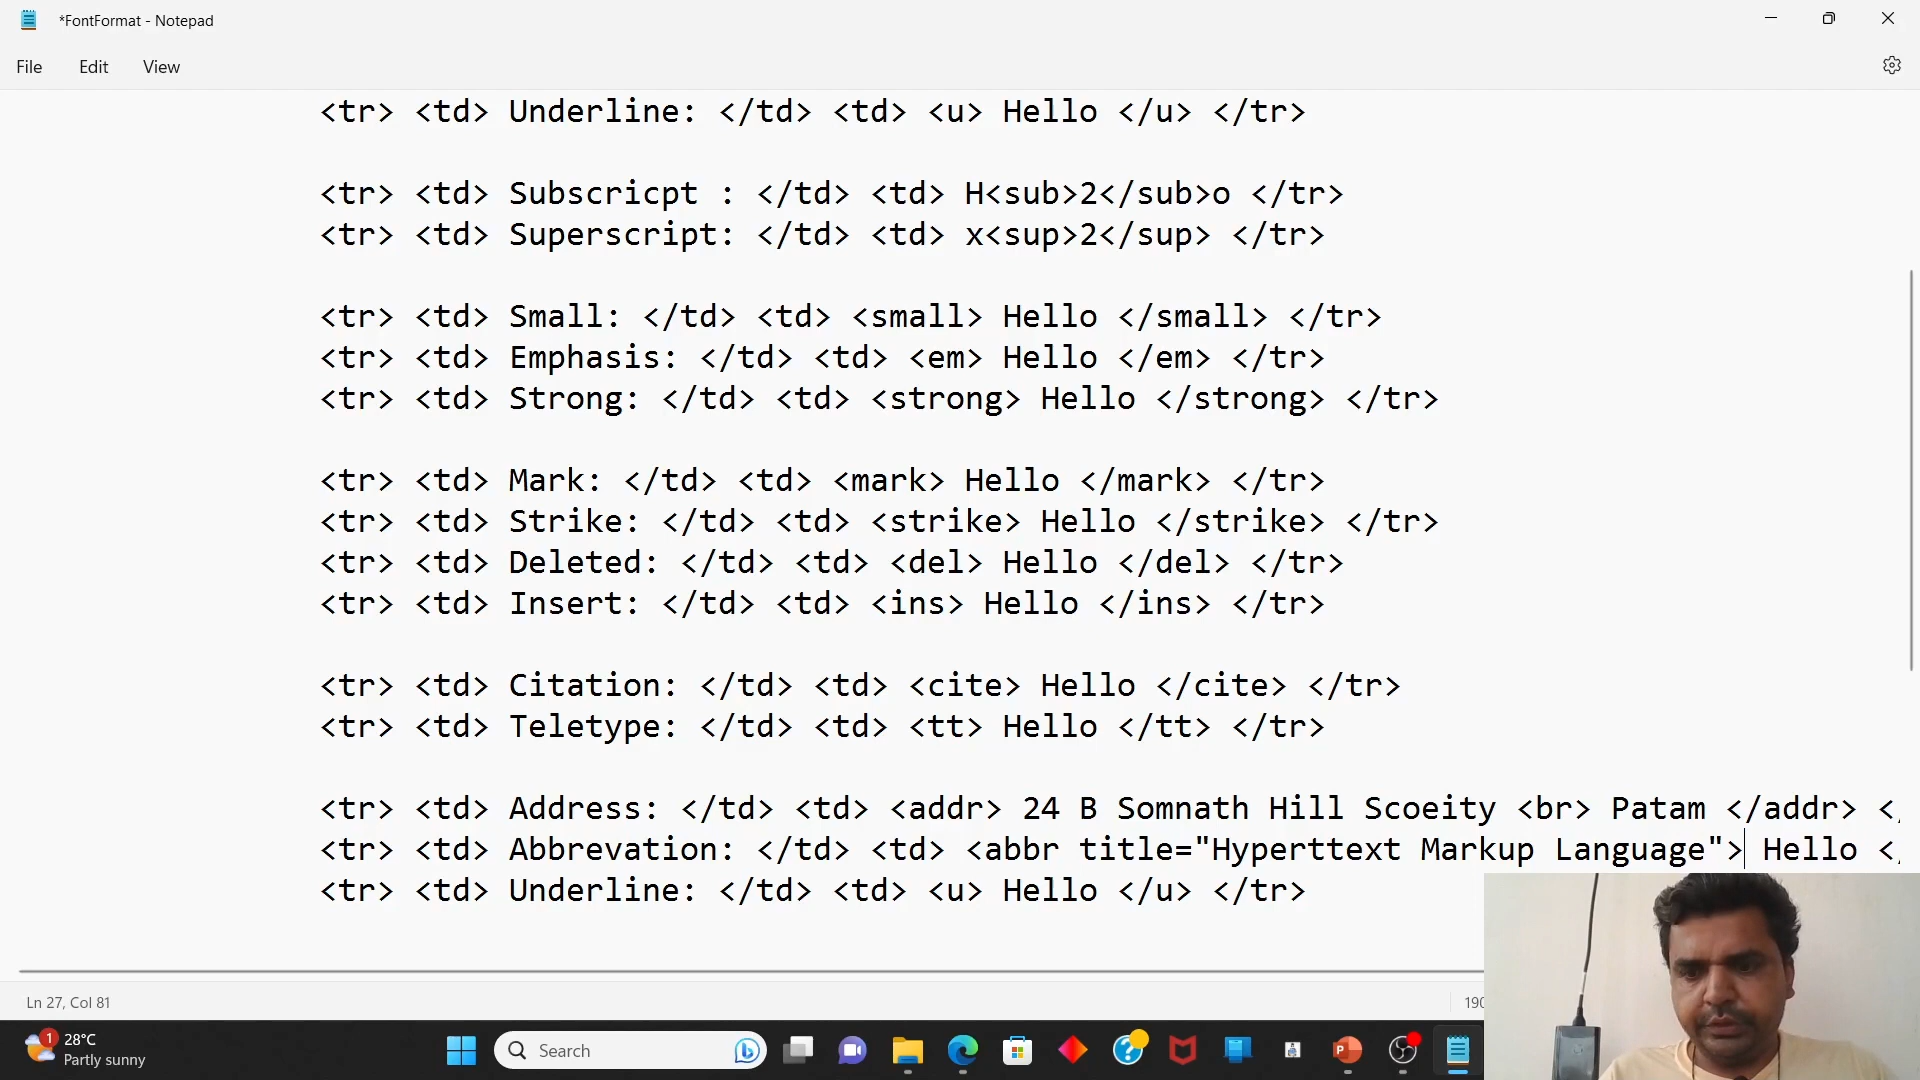 *FontFormat - Notepad
File Edit View
<tr> <td> Underline: </td> <td> <u> Hello </u> </tr>
<tr> <td> Subscricpt : </td> <td> H<sub>2</sub>o </tr>
<tr> <td> Superscript: </td> <td> x<sup>2</sup> </tr>
<tr> <td> Small: </td> <td> <small> Hello </small> </tr>
<tr> <td> Emphasis: </td> <td> <em> Hello </em> </tr>
<tr> <td> Strong: </td> <td> <strong> Hello </strong> </tr>
<tr> <td> Mark: </td> <td> <mark> Hello </mark> </tr>
<tr> <td> Strike: </td> <td> <strike> Hello </strike> </tr>
<tr> <td> Deleted: </td> <td> <del> Hello </del> </tr>
<tr> <td> Insert: </td> <td> <ins> Hello </ins> </tr>
<tr> <td> Citation: </td> <td> <cite> Hello </cite> </tr>
<tr> <td> Teletype: </td> <td> <tt> Hello </tt> </tr>
<tr> <td> Address: </td> <td> <addr> 24 B Somnath Hill Scoeity <br> Patam </addr> <
<tr> <td> Abbrevation: </td> <td> <abbr title="Hyperttext Markup Language"> Hello <
<tr> <td> Underline: </td> <td> <u> Hello </u> </tr>
Ln 27, Col 81
1
28°C
Partly sunny
Search